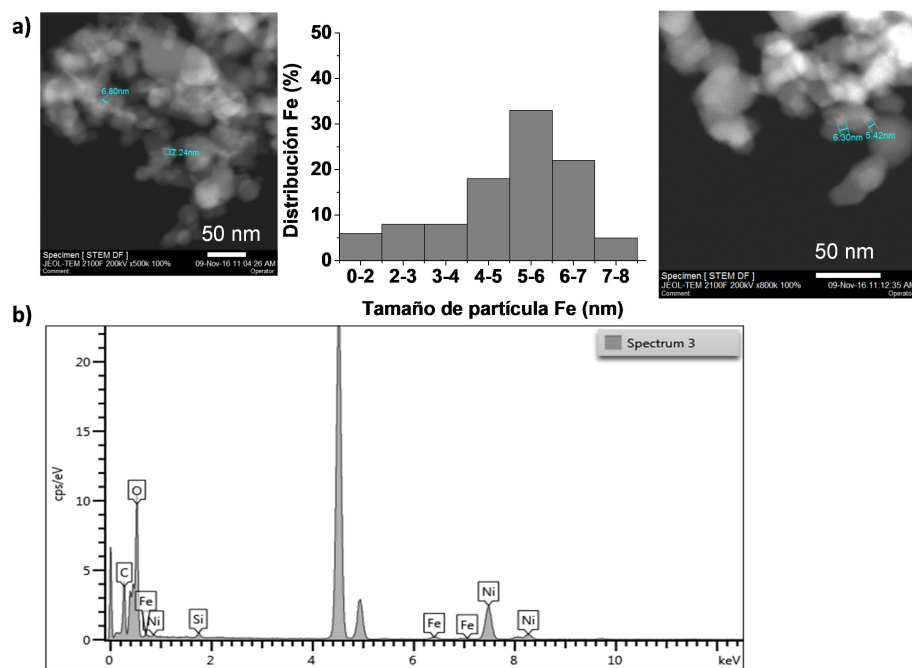 a)
6.80nm
7.24nm
50 nm
Specimen [ STEM DF ]
JEOL-TEM 2100F 200kV x500k 100%
09-Nov-16 11:04:26 AM
Comment:
Operator
Distribución Fe (%)
50
40
30
20
10
0
0-2 2-3 3-4 4-5 5-6 6-7 7-8
Tamaño de partícula Fe (nm)
6.30nm
5.42nm
50 nm
Specimen [ STEM DF ]
JEOL-TEM 2100F 200kV x800k 100%
09-Nov-16 11:12:35 AM
Comment:
Operato
b)
Spectrum 3
cps/eV
20
15
10
5
0
O
C
Fe
Ni
Si
Fe
Fe
Ni
Ni
0 2 4 6 8 10 12 keV